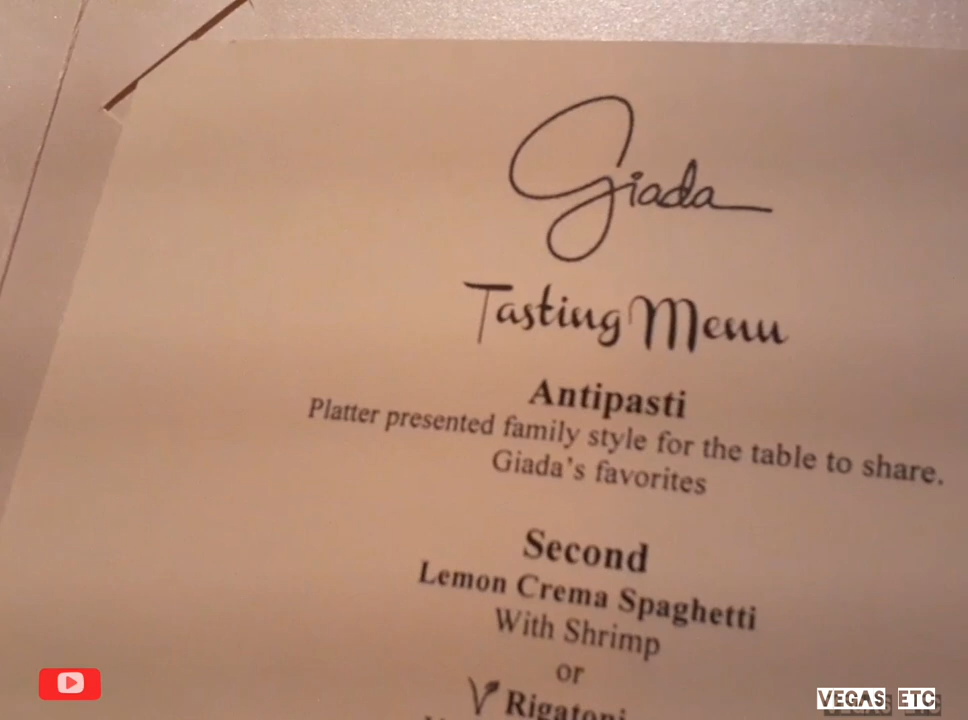 Giada
Tasting Menu
Antipasti
Platter presented family style for the table to share.
Giada's favorites
Second
Lemon Crema Spaghetti
With Shrimp
or
V Rigatoni
VEGAS ETC